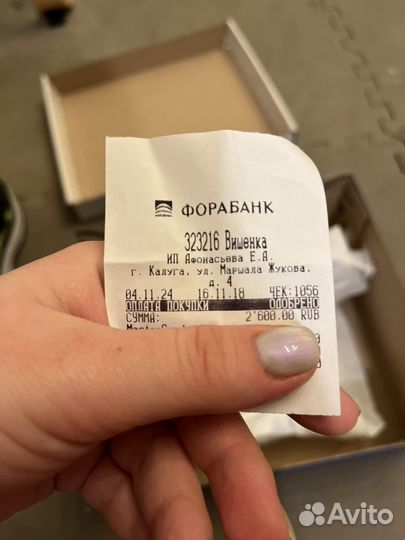 ФОРАБАНК
323216 Вишенка
ИП Афонасьева Е.А.
г. Калуга, ул. Маршала Жукова,
д. 4
04.11.24 16.11.18 ЧЕК:1056
ОПЛАТА ПОКУПКИ ОДОБРЕНО
СУММА: 2'600.00 RUB
Avito